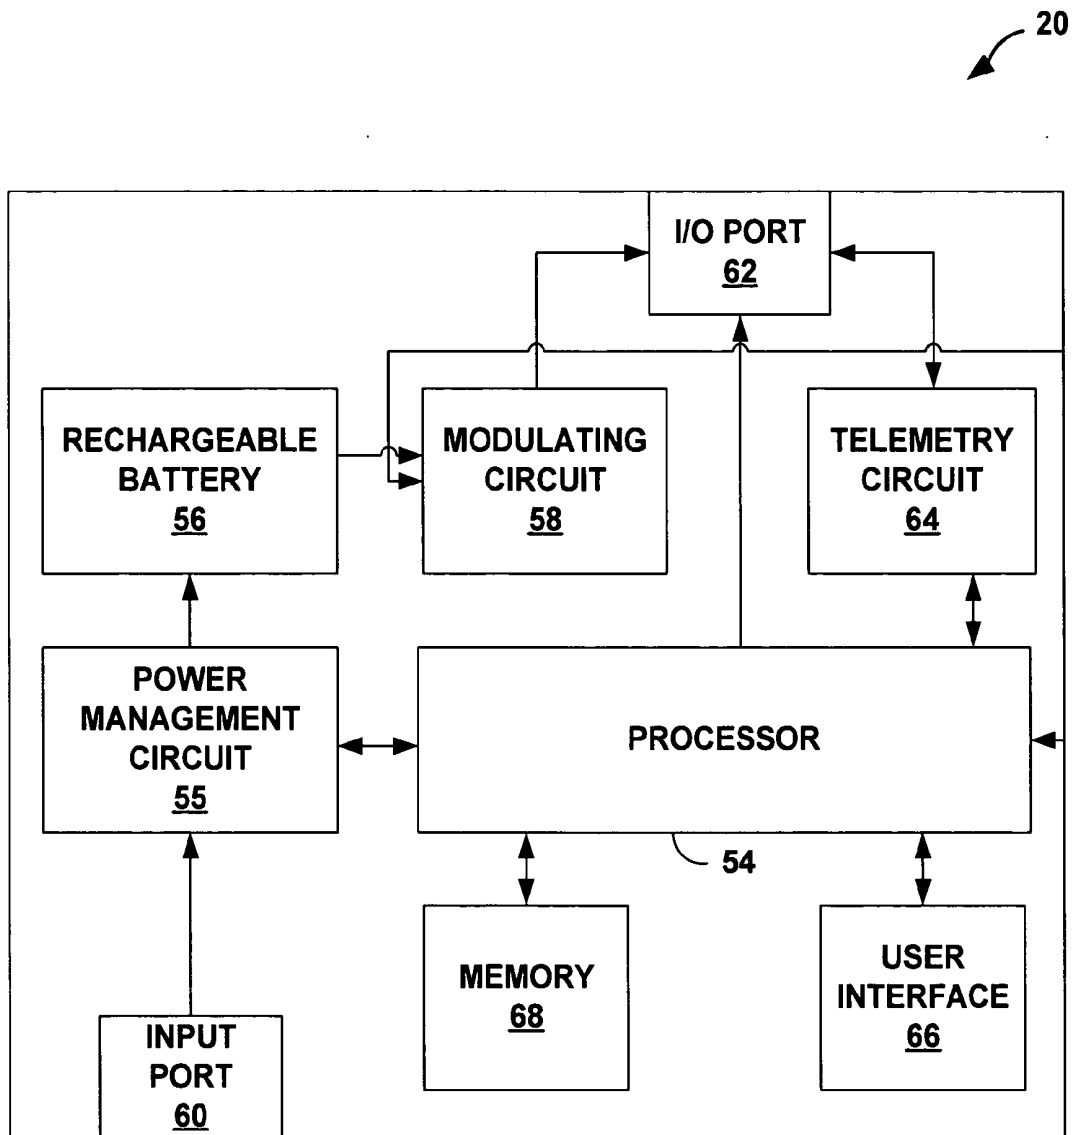 20
I/O PORT
62
RECHARGEABLE
BATTERY
56
MODULATING
CIRCUIT
58
TELEMETRY
CIRCUIT
64
POWER
MANAGEMENT
CIRCUIT
55
PROCESSOR
54
MEMORY
68
USER
INTERFACE
66
INPUT
PORT
60